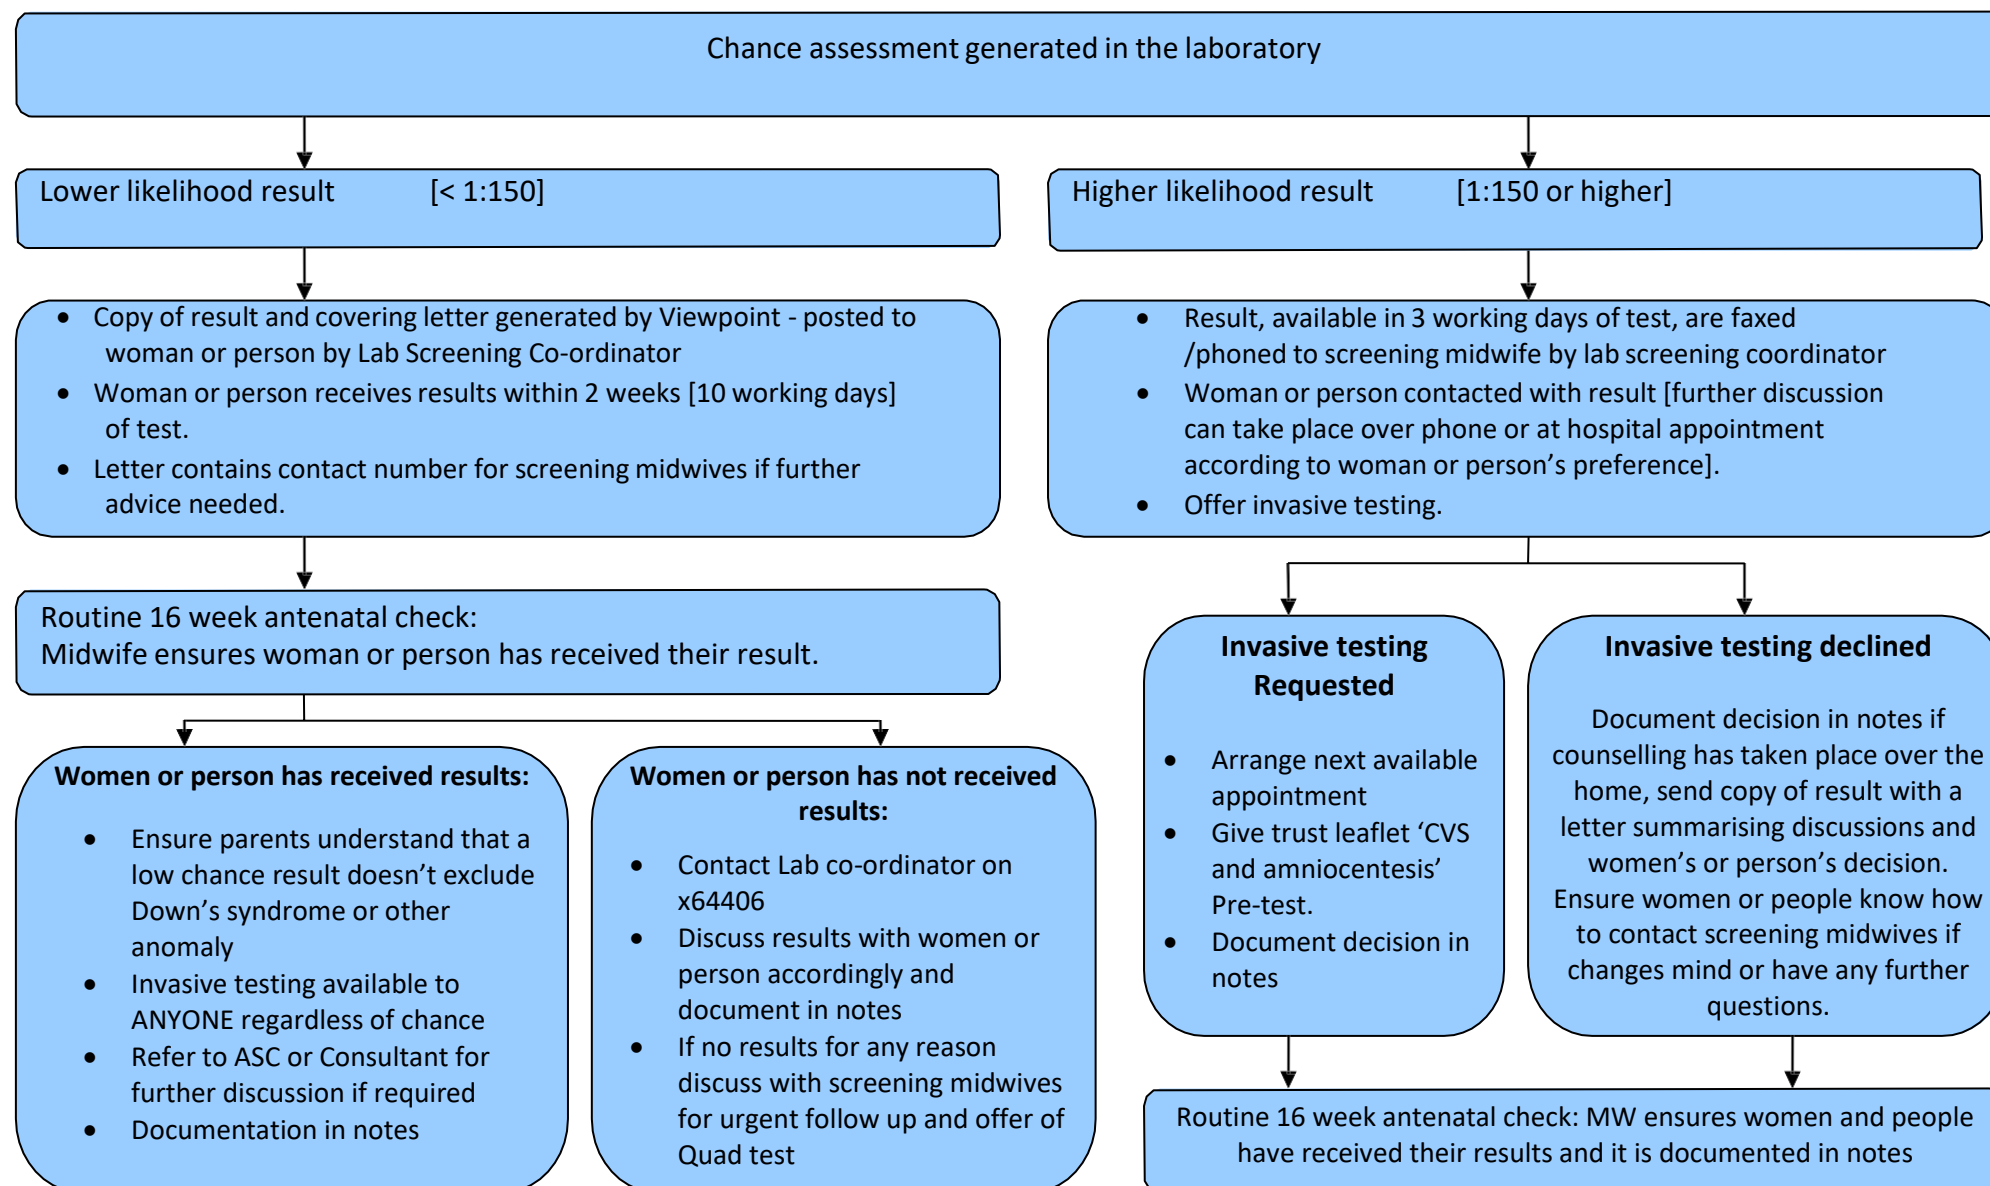 Chance assessment generated in the laboratory
Lower likelihood result [< 1:150]
Higher likelihood result [1:150 or higher]
• Copy of result and covering letter generated by Viewpoint - posted to
woman or person by Lab Screening Co-ordinator
• Woman or person receives results within 2 weeks [10 working days]
of test.
• Letter contains contact number for screening midwives if further
advice needed.
• Result, available in 3 working days of test, are faxed
/phoned to screening midwife by lab screening coordinator
• Woman or person contacted with result [further discussion
can take place over phone or at hospital appointment
according to woman or person’s preference].
• Offer invasive testing.
Routine 16 week antenatal check:
Midwife ensures woman or person has received their result.
Women or person has received results:
• Ensure parents understand that a
low chance result doesn’t exclude
Down’s syndrome or other
anomaly
• Invasive testing available to
ANYONE regardless of chance
• Refer to ASC or Consultant for
further discussion if required
• Documentation in notes
Women or person has not received
results:
• Contact Lab co-ordinator on
x64406
• Discuss results with women or
person accordingly and
document in notes
• If no results for any reason
discuss with screening midwives
for urgent follow up and offer of
Quad test
Invasive testing
Requested
• Arrange next available
appointment
• Give trust leaflet ‘CVS
and amniocentesis’
Pre-test.
• Document decision in
notes
Invasive testing declined
Document decision in notes if
counselling has taken place over the
home, send copy of result with a
letter summarising discussions and
women’s or person’s decision.
Ensure women or people know how
to contact screening midwives if
changes mind or have any further
questions.
Routine 16 week antenatal check: MW ensures women and people
have received their results and it is documented in notes